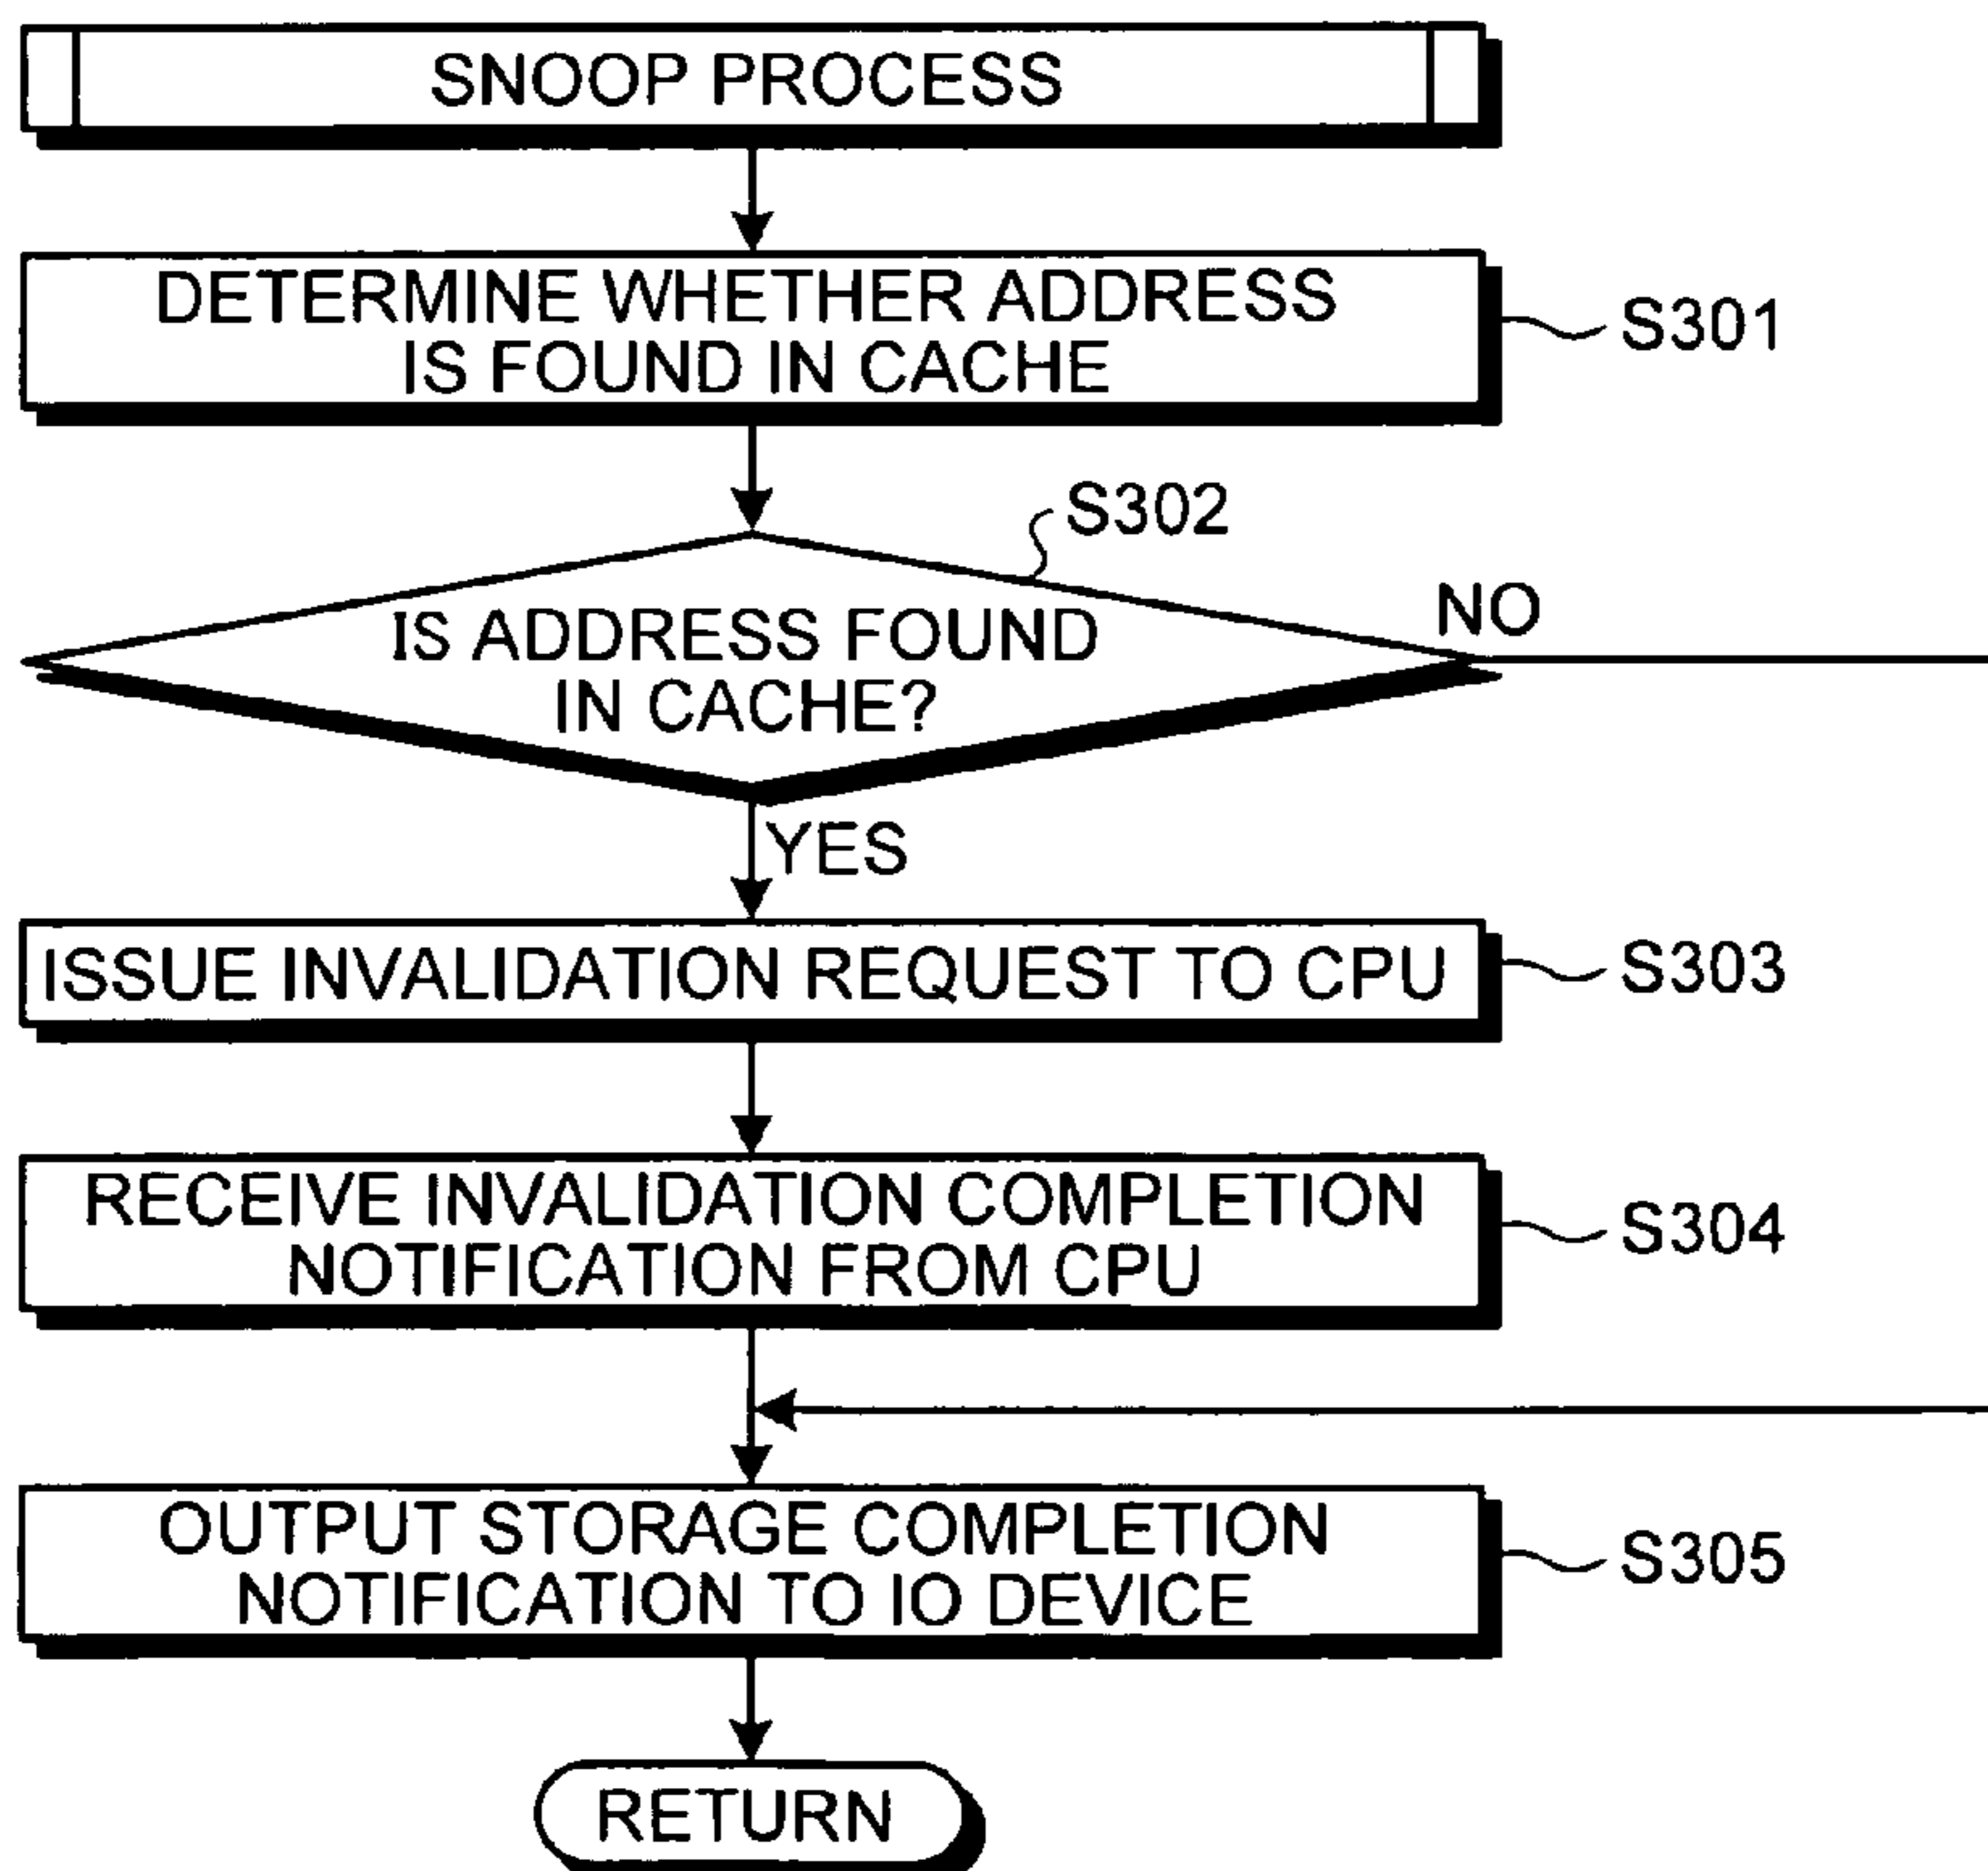 SNOOP PROCESS
DETERMINE WHETHER ADDRESS
IS FOUND IN CACHE
S301
S302
IS ADDRESS FOUND
IN CACHE?
NO
YES
ISSUE INVALIDATION REQUEST TO CPU
S303
RECEIVE INVALIDATION COMPLETION
NOTIFICATION FROM CPU
S304
OUTPUT STORAGE COMPLETION
NOTIFICATION TO IO DEVICE
S305
RETURN